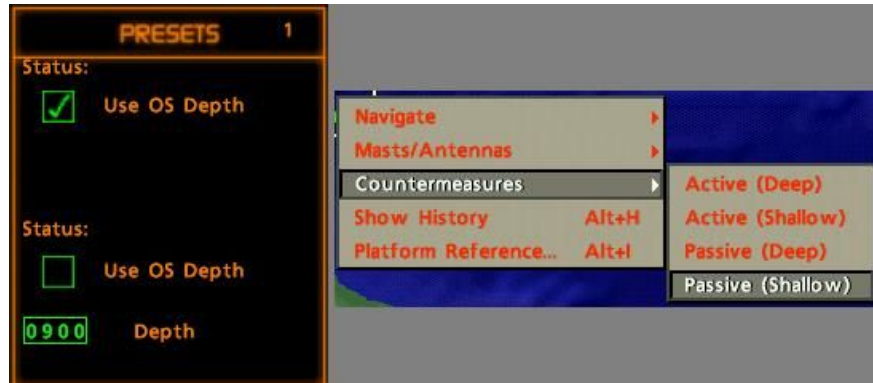 PRESETS 1
Status:
Use OS Depth
Status:
Use OS Depth
0900 Depth
Navigate
Masts/Antennas
Countermeasures
Show History Alt+H
Platform Reference... Alt+I
Active (Deep)
Active (Shallow)
Passive (Deep)
Passive (Shallow)